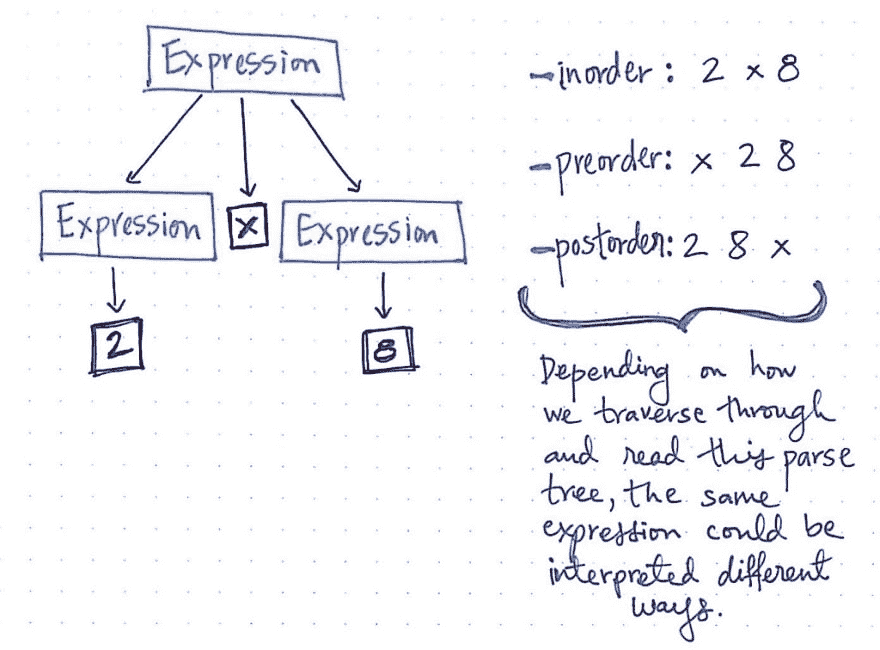 Expression
Expression
x
Expression
2
8
-inorder: 2 x 8
-preorder: x 2 8
-postorder: 2 8 x
Depending on how
we traverse through
and read this parse
tree, the same
expression could be
interpreted different
ways.